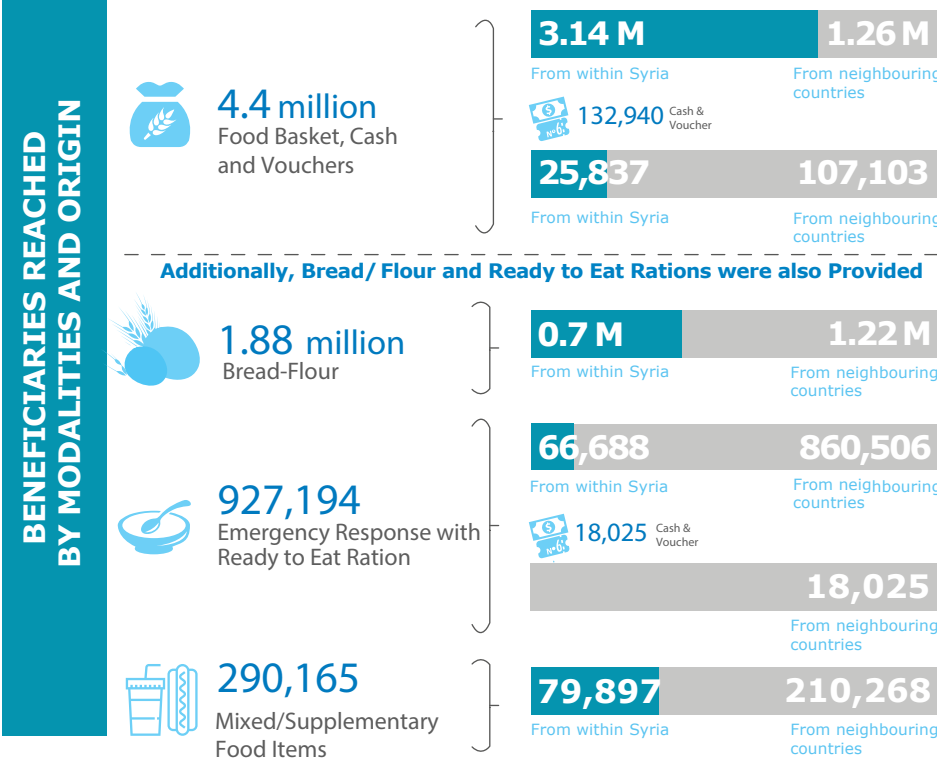 BENEFICIARIES REACHED
BY MODALITIES AND ORIGIN
4.4 million
Food Basket, Cash
and Vouchers
3.14 M
1.26 M
From within Syria
From neighbouring
countries
132,940
Cash &
Voucher
25,837
107,103
From within Syria
From neighbouring
countries
Additionally, Bread/ Flour and Ready to Eat Rations were also Provided
1.88 million
Bread-Flour
0.7 M
1.22 M
From within Syria
From neighbouring
countries
927,194
Emergency Response with
Ready to Eat Ration
66,688
860,506
From within Syria
From neighbouring
countries
18,025
Cash &
Voucher
18,025
From neighbouring
countries
290,165
Mixed/Supplementary
Food Items
79,897
210,268
From within Syria
From neighbouring
countries